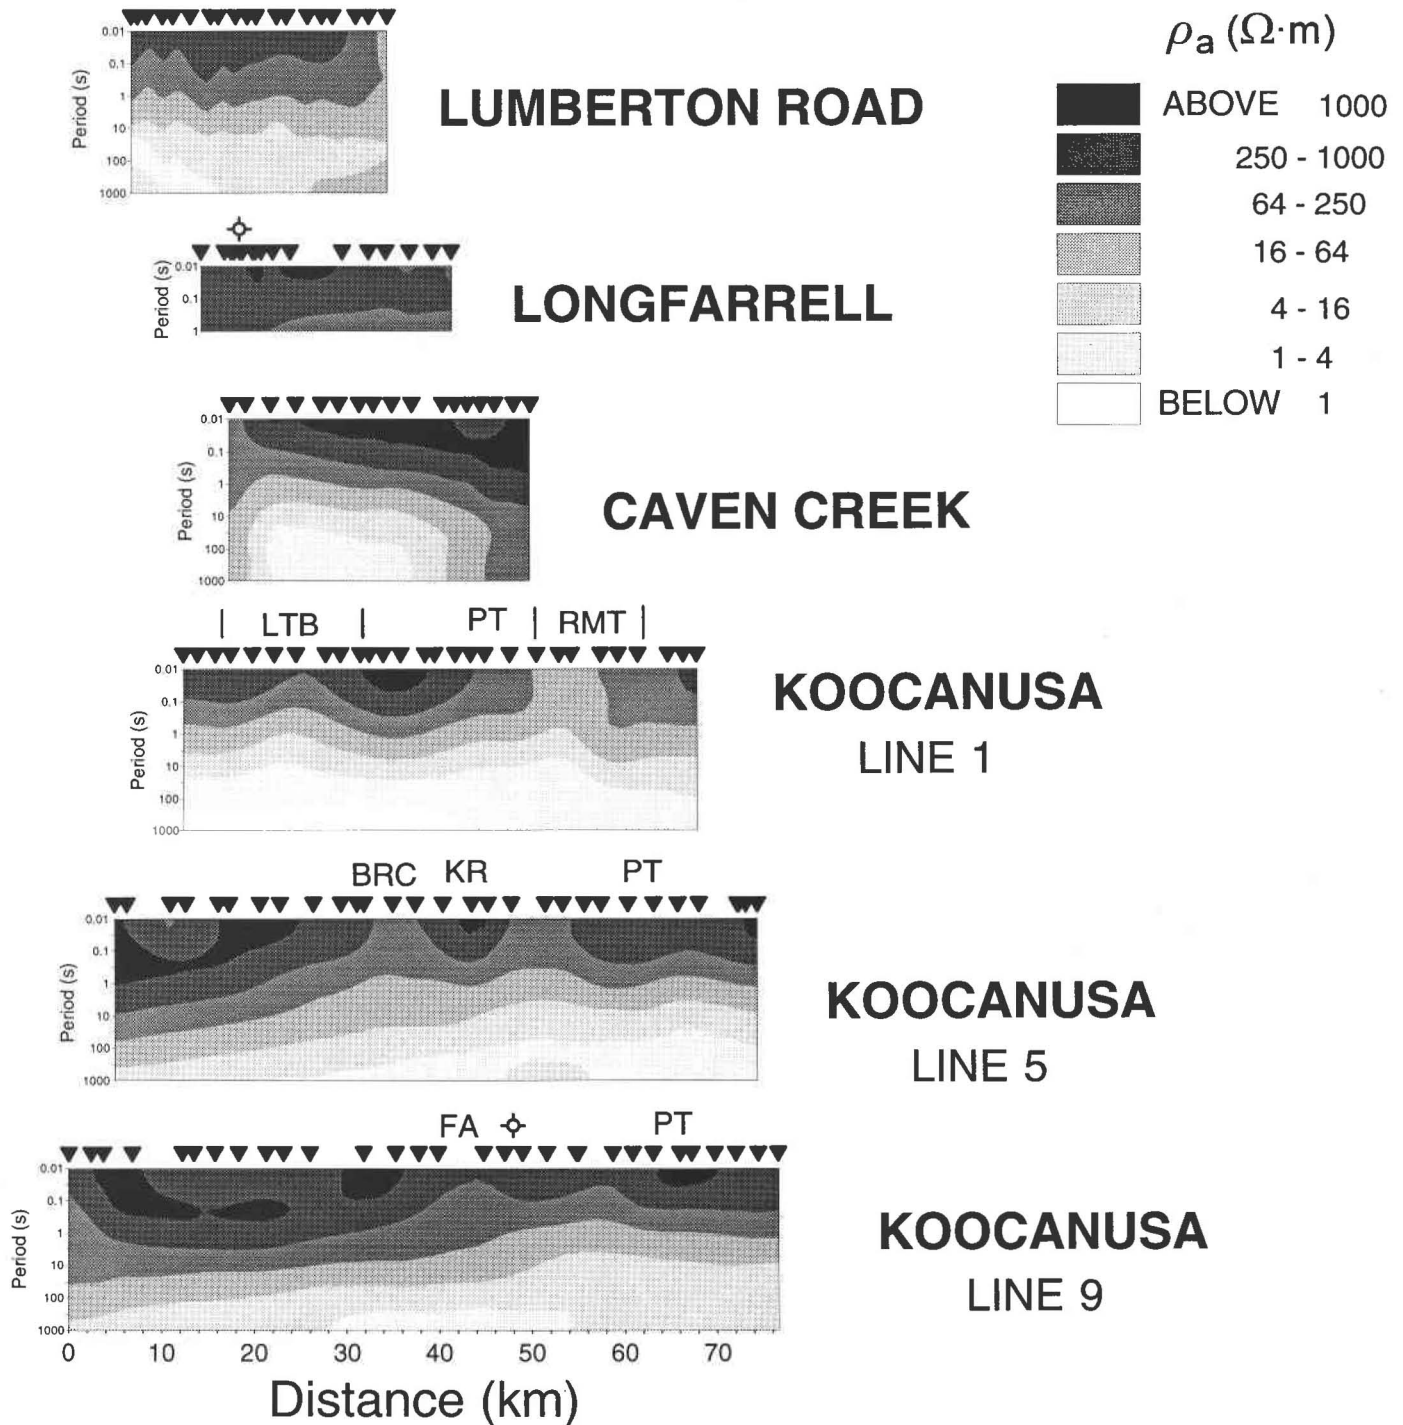 ρa (Ω·m)
ABOVE 1000
250 - 1000
64 - 250
16 - 64
4 - 16
1 - 4
BELOW 1
Period (s)
0.01
0.1
1
10
100
1000
LUMBERTON ROAD
Period (s)
0.01
0.1
1
LONGFARRELL
Period (s)
0.01
0.1
1
10
100
1000
CAVEN CREEK
| LTB | PT | RMT |
Period (s)
0.01
0.1
1
10
100
1000
KOOCANUSA
LINE 1
BRC KR PT
Period (s)
0.01
0.1
1
10
100
1000
KOOCANUSA
LINE 5
FA PT
Period (s)
0.01
0.1
1
10
100
1000
KOOCANUSA
LINE 9
0 10 20 30 40 50 60 70
Distance (km)